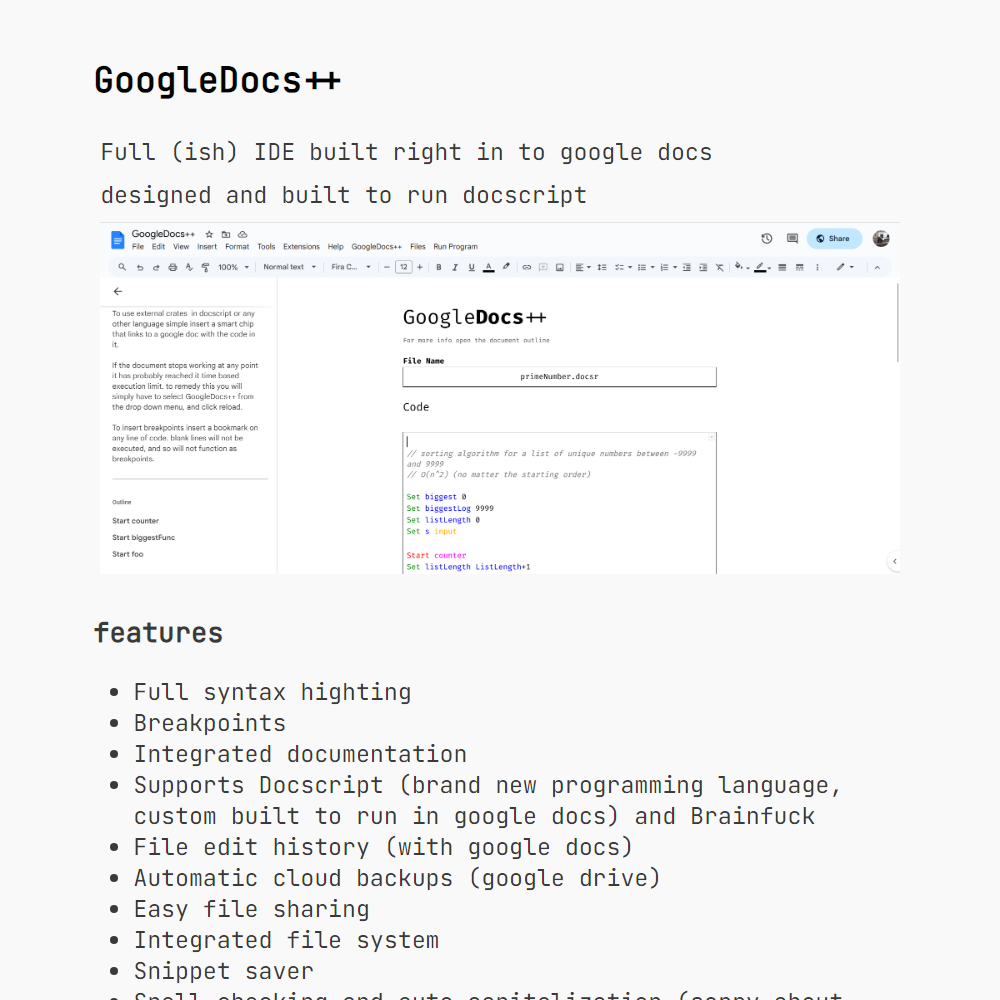 GoogleDocs++
Full (ish) IDE built right in to google docs
designed and built to run docscript
GoogleDocs++
File Edit View Insert Format Tools Extensions Help GoogleDocs++ Files Run Program
Share
100% Normal text Fira C... 12 B I U A
To use external crates in docscript or any
other language simple insert a smart chip
that links to a google doc with the code in
it.
If the document stops working at any point
it has probably reached it time based
execution limit. to remedy this you will
simply have to select GoogleDocs++ from
the drop down menu, and click reload.
To insert breakpoints insert a bookmark on
any line of code. blank lines will not be
executed, and so will not function as
breakpoints.
Outline
Start counter
Start biggestFunc
Start foo
GoogleDocs++
For more info open the document outline
File Name
primeNumber.docsr
Code
// sorting algorithm for a list of unique numbers between -9999
and 9999
// O(n^2) (no matter the starting order)
Set biggest 0
Set biggestLog 9999
Set listLength 0
Set s input
Start counter
Set listLength ListLength+1
features
• Full syntax highting
• Breakpoints
• Integrated documentation
• Supports Docscript (brand new programming language,
custom built to run in google docs) and Brainfuck
• File edit history (with google docs)
• Automatic cloud backups (google drive)
• Easy file sharing
• Integrated file system
• Snippet saver
• Spell checking and auto capitalization (sorry about